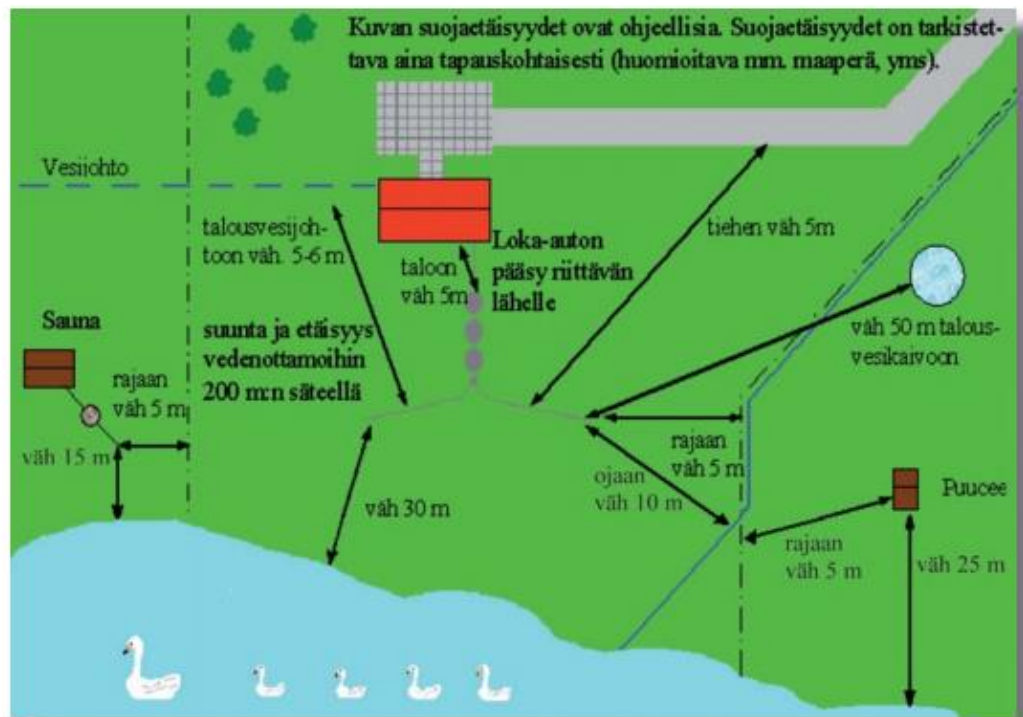 Kuvan suojaetäisyydet ovat ohjeellisia. Suojaetäisyydet on tarkistet-
tava aina tapauskohtaisesti (huomioitava mm. maaperä, yms).
Vesijohto
talousvesijoh-
toon väh. 5-6 m
taloon
väh 5m
Loka-auton
pääsy riittävän
lähelle
tiehen väh 5m
väh 50 m talous-
vesikaivoon
Sauna
suunta ja etäisyys
vedenottamoihin
200 m:n säteellä
rajaan
väh 5 m
väh 15 m
rajaan
väh 5 m
ojaan
väh 10 m
väh 30 m
Puucee
rajaan
väh 5 m
väh 25 m